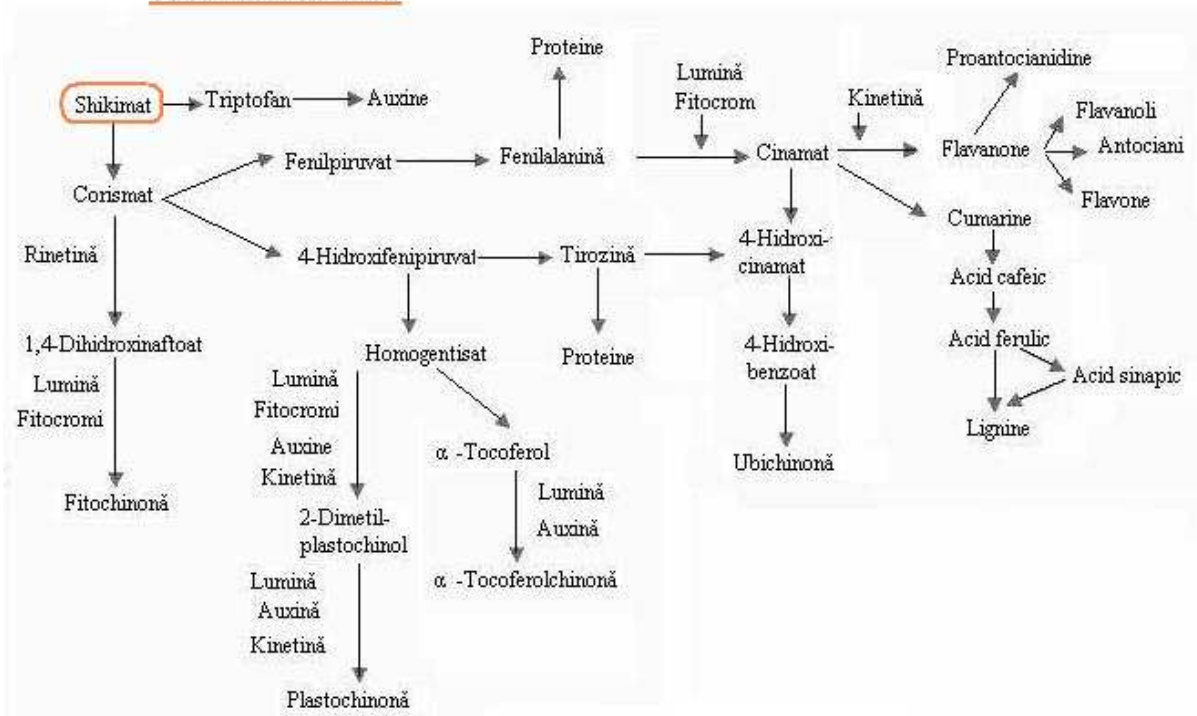 Proteine
Proantocianidine
Lumină
Fitocrom
Kinetină
Shikimat
Triptofan
Auxine
Flavanoli
Fenilpiruvat
Fenilalanină
Cinamat
Flavanone
Antociani
Corismat
Flavone
Cumarine
Rinetină
4-Hidroxifenipiruvat
Tirozină
4-Hidroxi-
cinamat
Acid cafeic
1,4-Dihidroxinaftoat
Homogentisat
Proteine
4-Hidroxi-
benzoat
Acid ferulic
Acid sinapic
Lumină
Fitocromi
Lumină
Fitocromi
Auxine
Kinetină
α -Tocoferol
Ubichinonă
Lignine
Fitochinonă
2-Dimetil-
plastochinol
Lumină
Auxină
α -Tocoferolchinonă
Lumină
Auxină
Kinetină
Plastochinonă